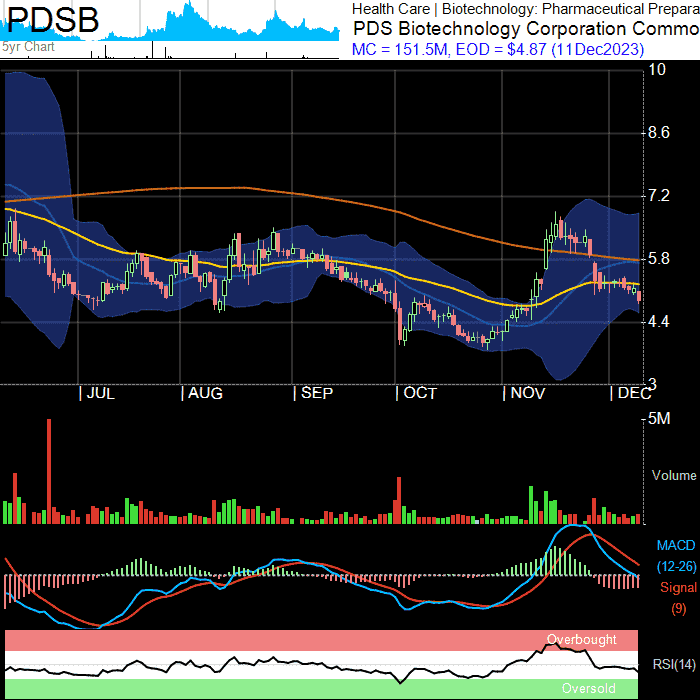 PDSB
5yr Chart
Health Care | Biotechnology: Pharmaceutical Prepara
PDS Biotechnology Corporation Commo
MC = 151.5M, EOD = $4.87 (11Dec2023)
10
8.6
7.2
5.8
4.4
3
JUL AUG SEP OCT NOV DEC
5M
Volume
MACD
(12-26)
Signal
(9)
Overbought
RSI(14)
Oversold